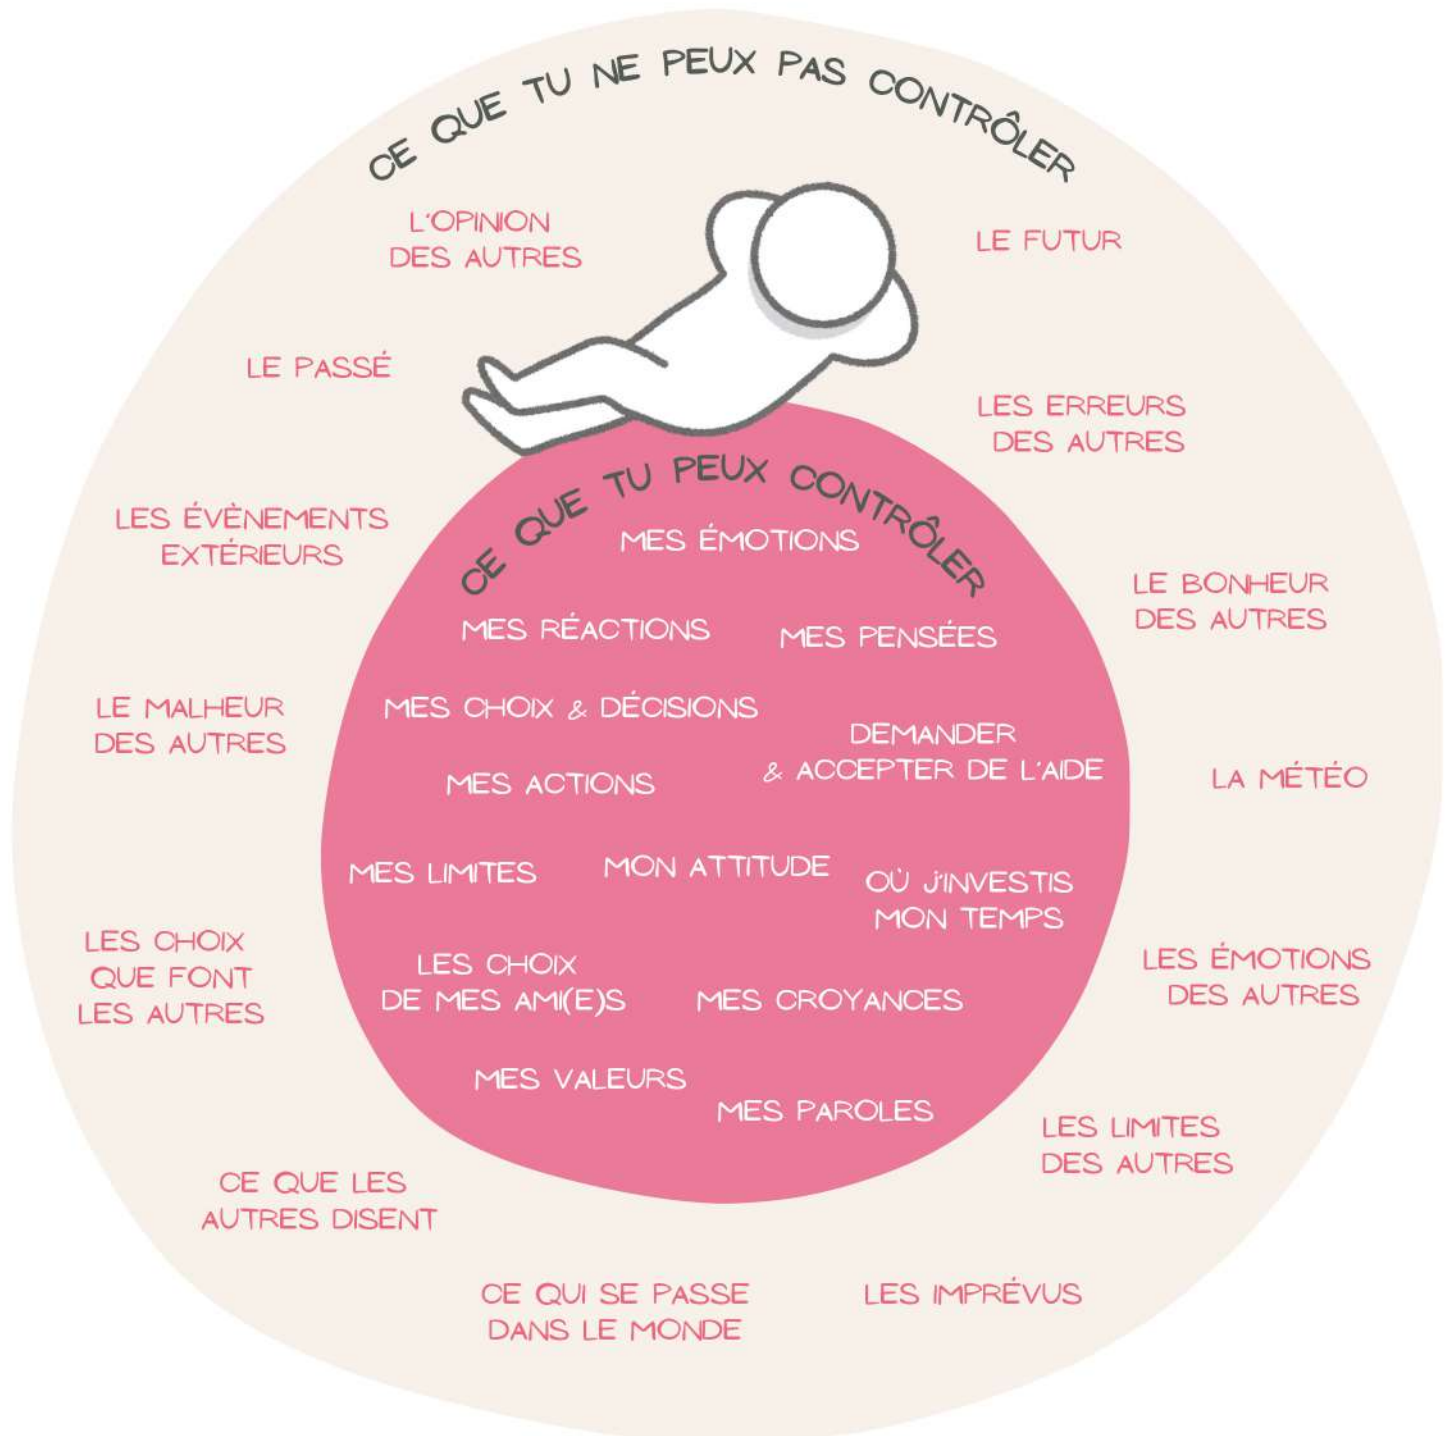 CE QUE TU NE PEUX PAS CONTRÔLER
L'OPINION
DES AUTRES
LE FUTUR
LE PASSÉ
LES ERREURS
DES AUTRES
LES ÉVÈNEMENTS
EXTÉRIEURS
LE BONHEUR
DES AUTRES
LE MALHEUR
DES AUTRES
LA MÉTÉO
LES CHOIX
QUE FONT
LES AUTRES
LES ÉMOTIONS
DES AUTRES
LES LIMITES
DES AUTRES
CE QUE LES
AUTRES DISENT
CE QUI SE PASSE
DANS LE MONDE
LES IMPRÉVUS
CE QUE TU PEUX CONTRÔLER
MES ÉMOTIONS
MES RÉACTIONS
MES PENSÉES
MES CHOIX & DÉCISIONS
DEMANDER
& ACCEPTER DE L'AIDE
MES ACTIONS
MES LIMITES
MON ATTITUDE
OÙ J'INVESTIS
MON TEMPS
LES CHOIX
DE MES AMI(E)S
MES CROYANCES
MES VALEURS
MES PAROLES